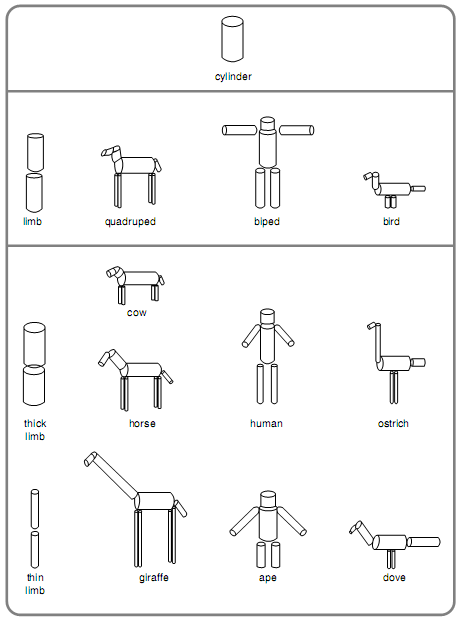 cylinder
limb quadruped biped bird
cow
thick horse human ostrich
limb
thin giraffe ape dove
limb